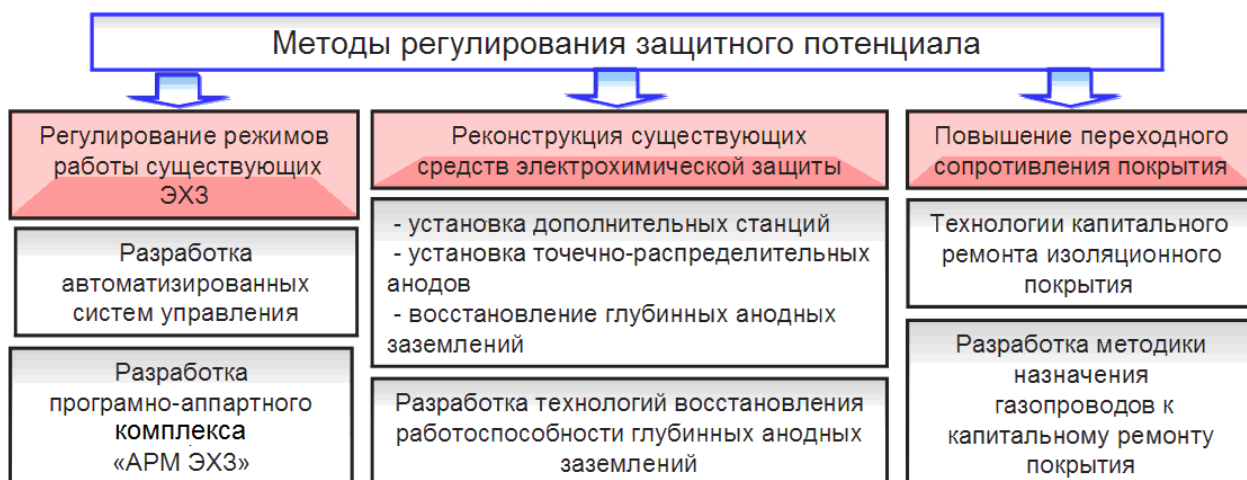 Методы регулирования защитного потенциала
Регулирование режимов
работы существующих
ЭХЗ
Разработка
автоматизированных
систем управления
Разработка
програмно-аппартного
комплекса
«АРМ ЭХЗ»
Реконструкция существующих
средств электрохимической защиты
- установка дополнительных станций
- установка точечно-распределительных
анодов
- восстановление глубинных анодных
заземлений
Разработка технологий восстановления
работоспособности глубинных анодных
заземлений
Повышение переходного
сопротивления покрытия
Технологии капитального
ремонта изоляционного
покрытия
Разработка методики
назначения
газопроводов к
капитальному ремонту
покрытия